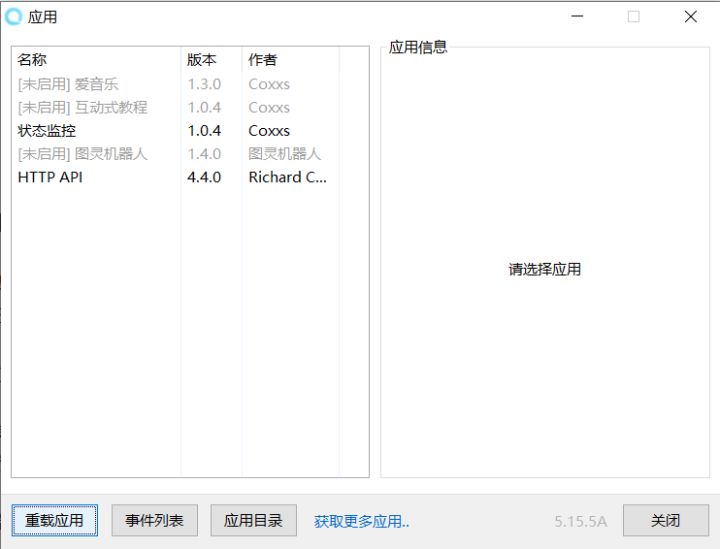 应用
应用信息
名称 版本 作者
[未启用] 爱音乐 1.3.0 Coxxs
[未启用] 互动式教程 1.0.4 Coxxs
状态监控 1.0.4 Coxxs
[未启用] 图灵机器人 1.4.0 图灵机器人
HTTP API 4.4.0 Richard C...
请选择应用
重载应用 事件列表 应用目录 获取更多应用.. 5.15.5A 关闭